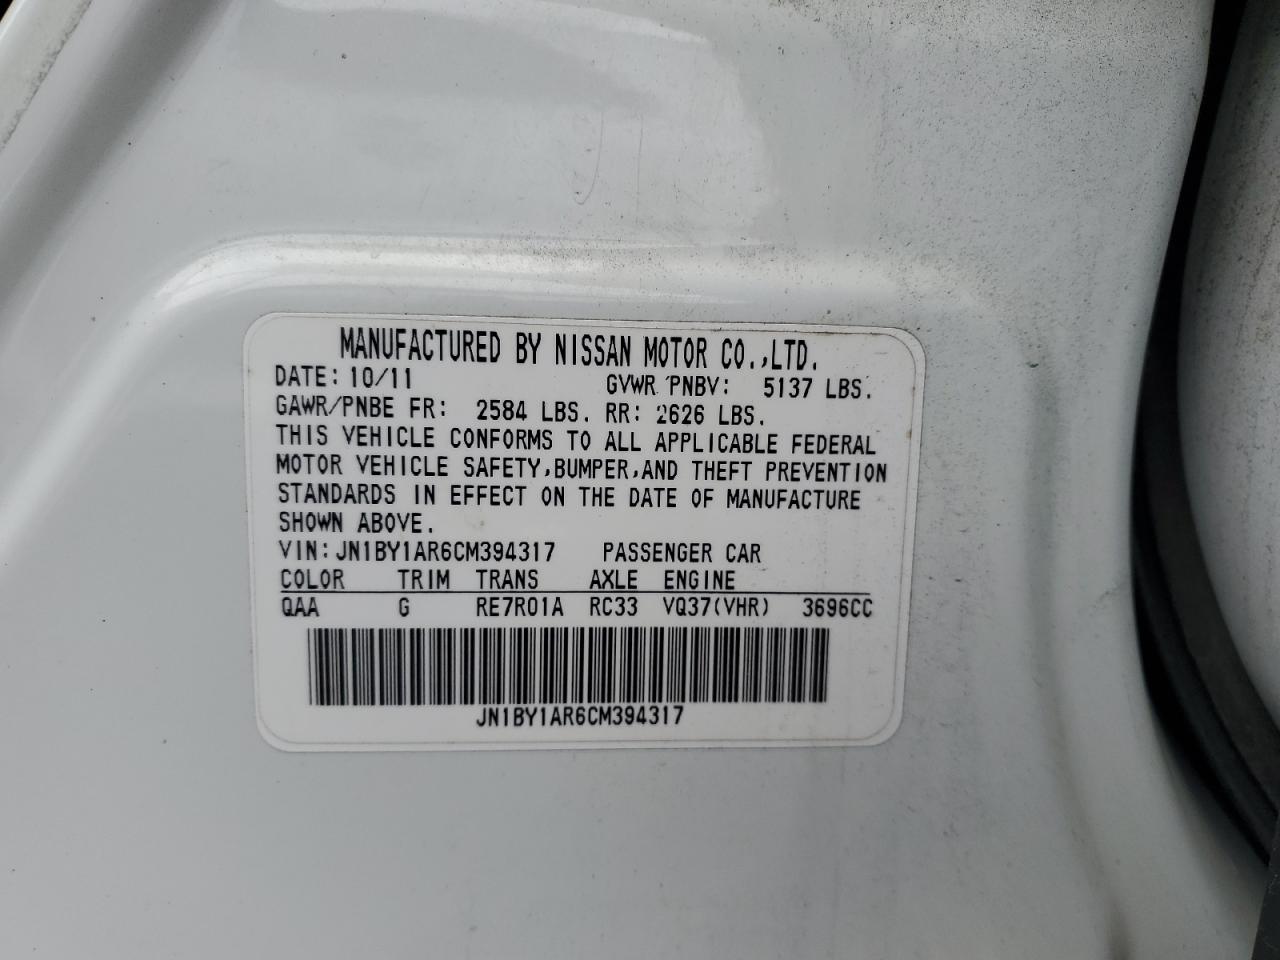 MANUFACTURED BY NISSAN MOTOR CO.,LTD.
DATE: 10/11 GVWR/PNBV: 5137 LBS.
GAWR/PNBE FR: 2584 LBS. RR: 2626 LBS.
THIS VEHICLE CONFORMS TO ALL APPLICABLE FEDERAL
MOTOR VEHICLE SAFETY,BUMPER,AND THEFT PREVENTION
STANDARDS IN EFFECT ON THE DATE OF MANUFACTURE
SHOWN ABOVE.
VIN:JN1BY1AR6CM394317 PASSENGER CAR
COLOR TRIM TRANS AXLE ENGINE
QAA G RE7R01A RC33 VQ37(VHR) 3696CC
JN1BY1AR6CM394317